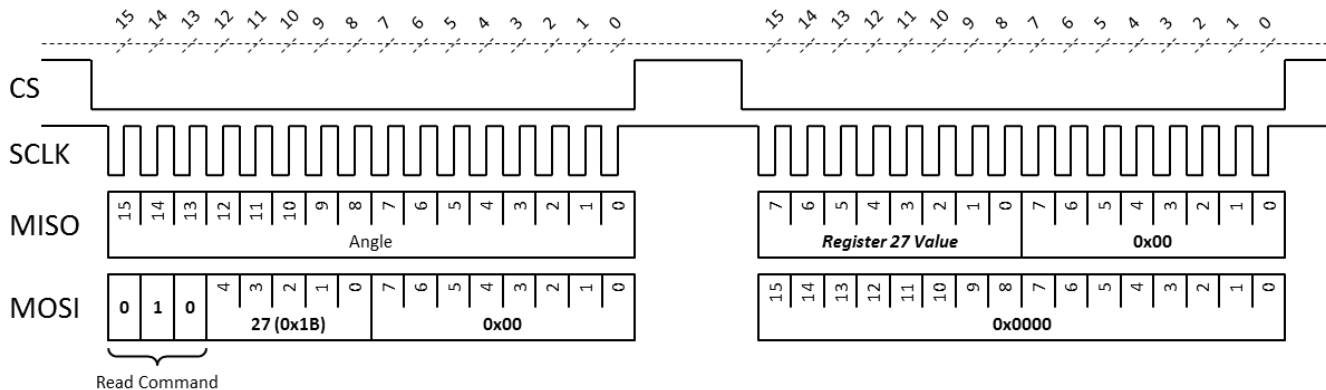 15 14 13 12 11 10 9 8 7 6 5 4 3 2 1 0 15 14 13 12 11 10 9 8 7 6 5 4 3 2 1 0
CS
SCLK
MISO
15 14 13 12 11 10 9 8 7 6 5 4 3 2 1 0 7 6 5 4 3 2 1 0 7 6 5 4 3 2 1 0
Angle Register 27 Value 0x00
MOSI
0 1 0 4 3 2 1 0 7 6 5 4 3 2 1 0 15 14 13 12 11 10 9 8 7 6 5 4 3 2 1 0
27 (0x1B) 0x00 0x0000
Read Command